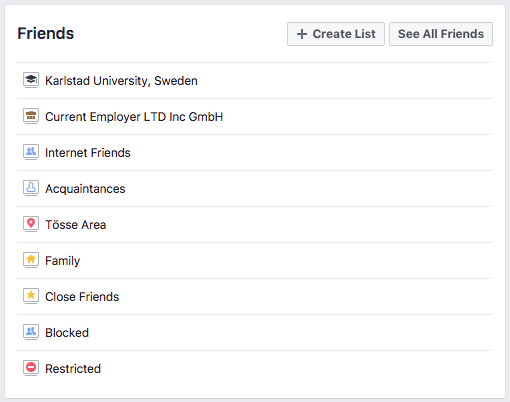 Friends
+ Create List
See All Friends
Karlstad University, Sweden
Current Employer LTD Inc GmbH
Internet Friends
Acquaintances
Tösse Area
Family
Close Friends
Blocked
Restricted